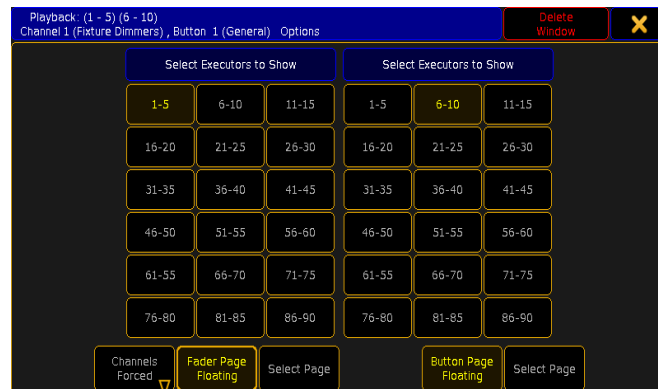 Playback: (1 - 5) (6 - 10)
Channel 1 (Fixture Dimmers) , Button 1 (General) Options
Delete
Window
Select Executors to Show Select Executors to Show
1-5 6-10 11-15 1-5 6-10 11-15
16-20 21-25 26-30 16-20 21-25 26-30
31-35 36-40 41-45 31-35 36-40 41-45
46-50 51-55 56-60 46-50 51-55 56-60
61-55 66-70 71-75 61-55 66-70 71-75
76-80 81-85 86-90 76-80 81-85 86-90
Channels
Forced
Fader Page
Floating
Select Page
Button Page
Floating
Select Page